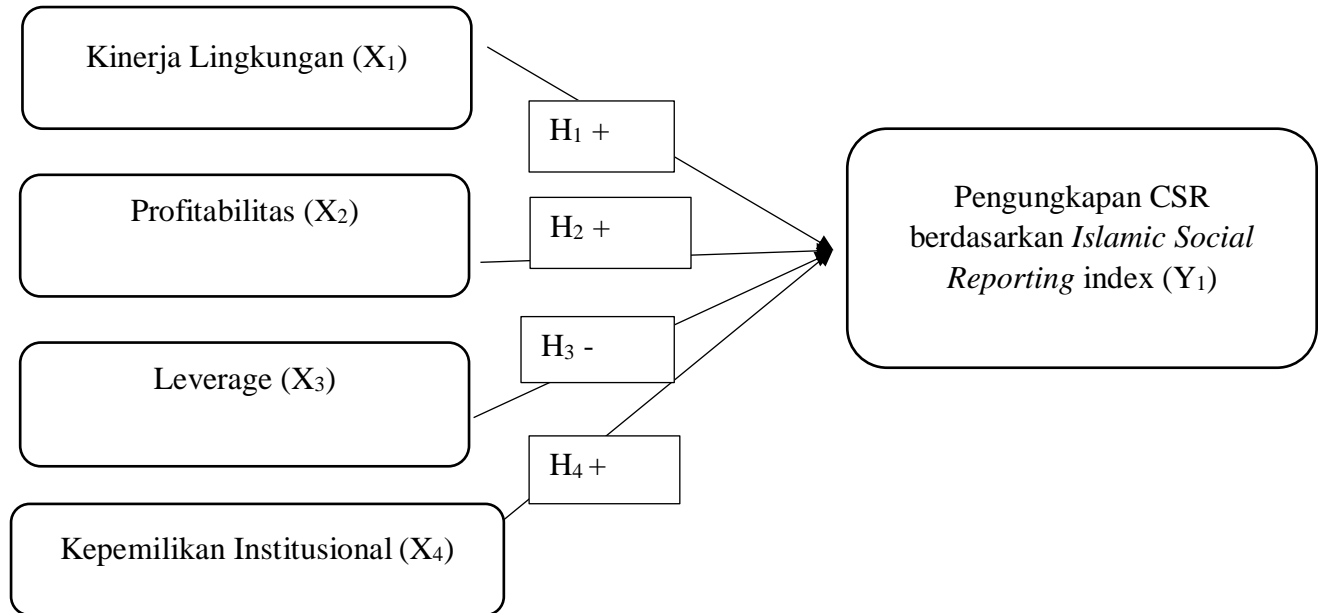 Kinerja Lingkungan (X₁)
H₁ +
Profitabilitas (X₂)
H₂ +
Leverage (X₃)
H₃ -
Kepemilikan Institusional (X₄)
H₄ +
Pengungkapan CSR
berdasarkan Islamic Social
Reporting index (Y₁)